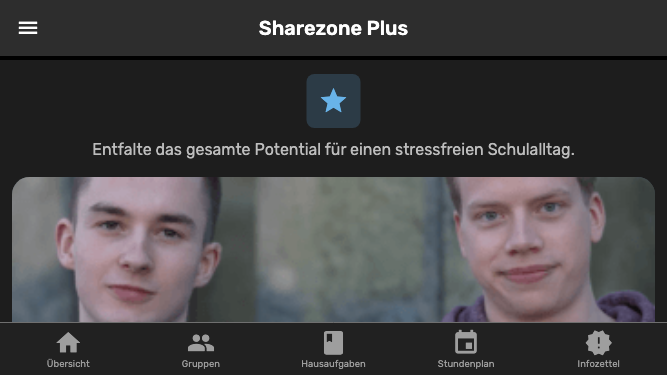 Sharezone Plus
Entfalte das gesamte Potential für einen stressfreien Schulalltag.
Übersicht
Gruppen
Hausaufgaben
Stundenplan
Infozettel